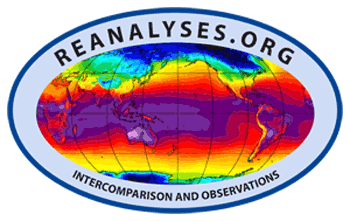 REANALYSES.ORG
INTERCOMPARISON AND OBSERVATIONS